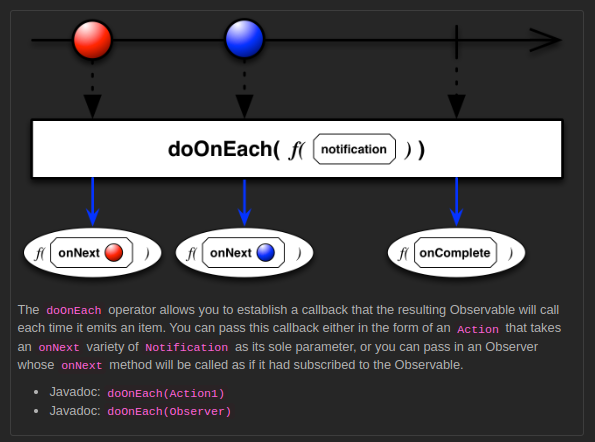 doOnEach( f( notification ) )
f( onNext ) f( onNext ) f( onComplete )
The doOnEach operator allows you to establish a callback that the resulting Observable will call
each time it emits an item. You can pass this callback either in the form of an Action that takes
an onNext variety of Notification as its sole parameter, or you can pass in an Observer
whose onNext method will be called as if it had subscribed to the Observable.
• Javadoc: doOnEach(Action1)
• Javadoc: doOnEach(Observer)